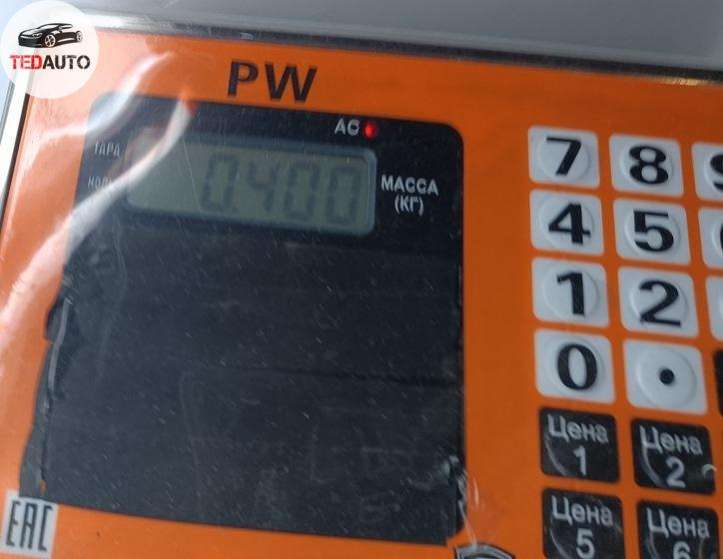 TEDAUTO
PW
AC
ТАРА
0.400
МАССА
(КГ)
7 8
4 5
1 2
0 .
Цена
1
Цена
2
Цена
5
Цена
6
EAC